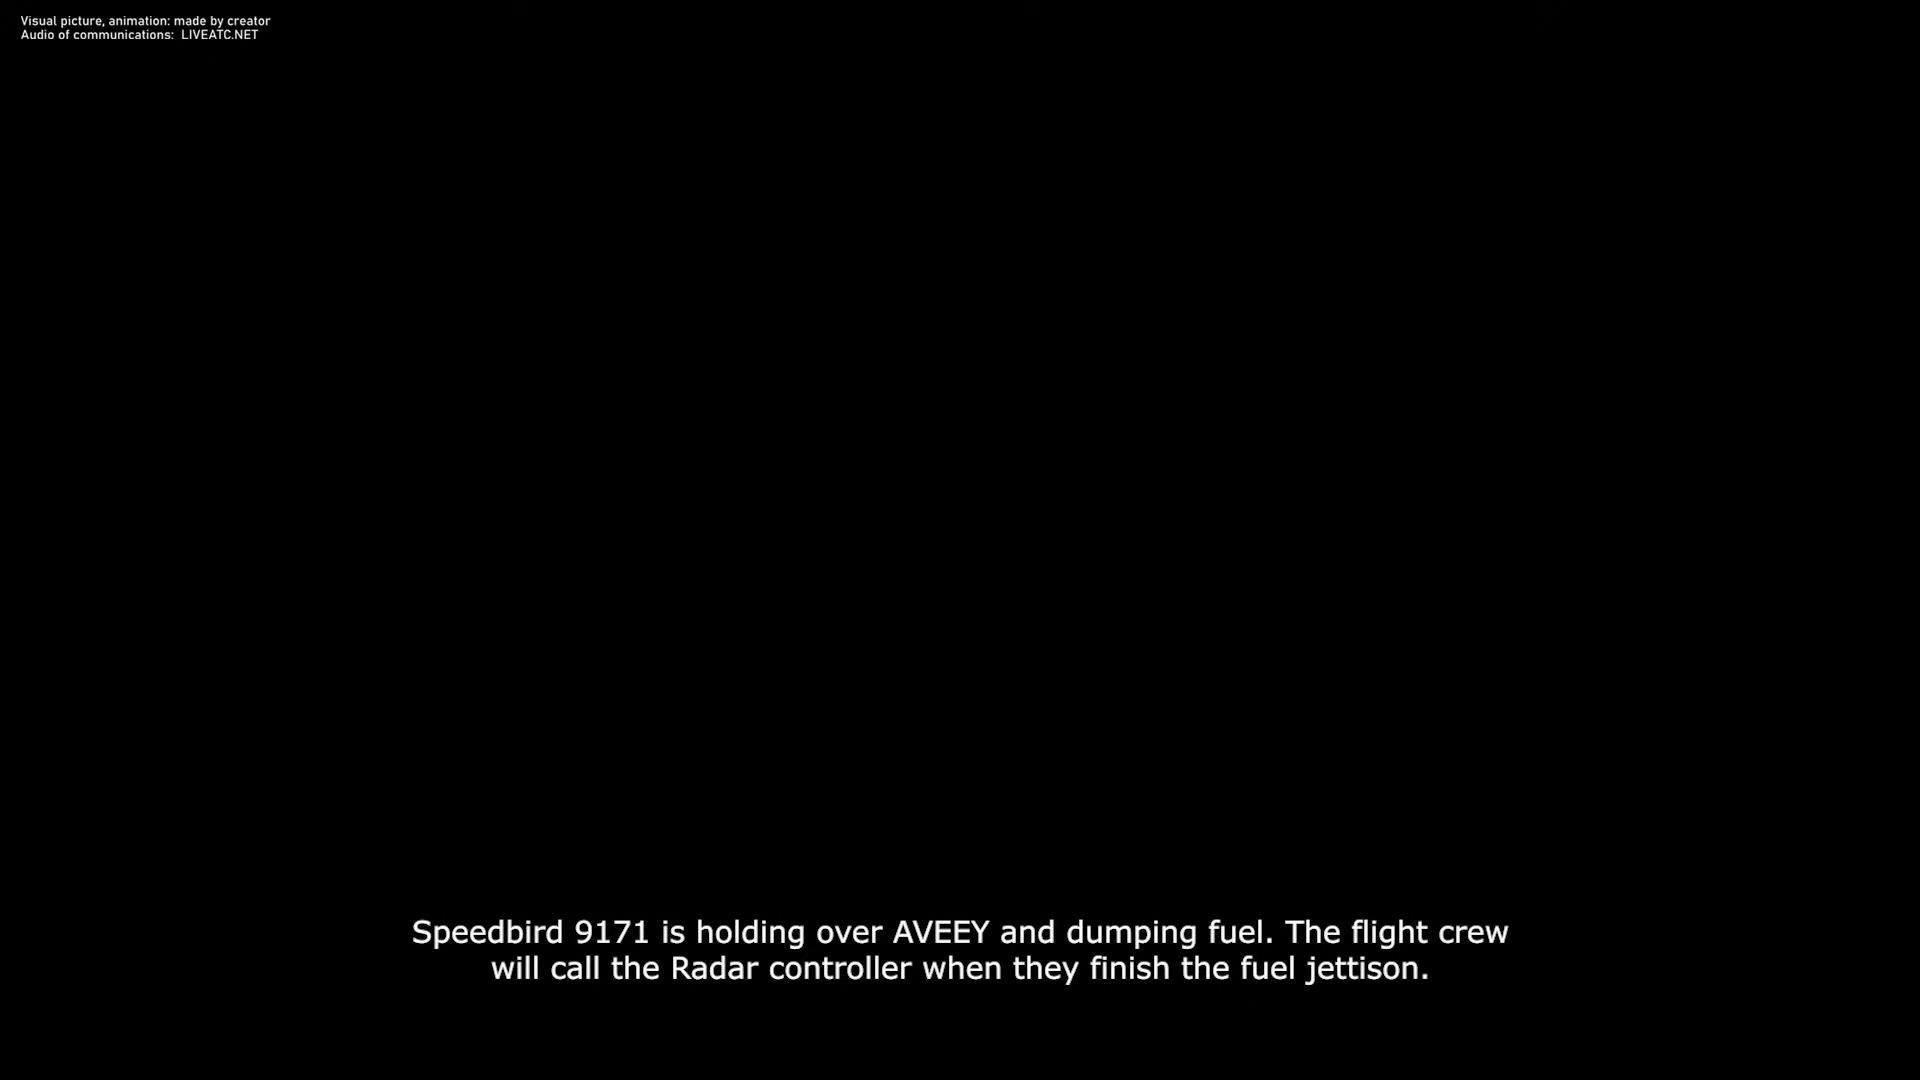 Visual picture, animation: made by creator
Audio of communications: LIVEATC.NET
Speedbird 9171 is holding over AVEEY and dumping fuel. The flight crew
will call the Radar controller when they finish the fuel jettison.